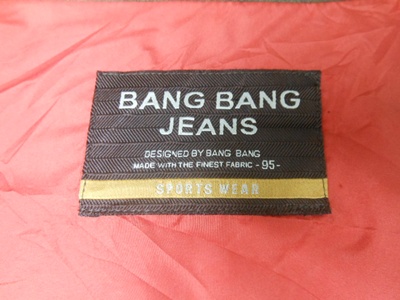 BANG BANG
JEANS
DESIGNED BY BANG BANG
MADE WITH THE FINEST FABRIC -95-
SPORTS WEAR